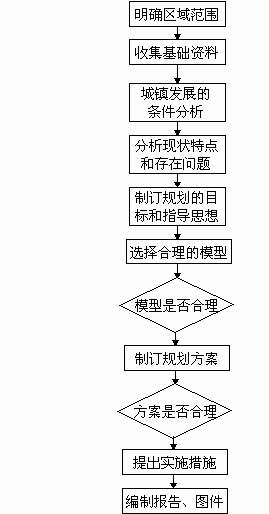 明确区域范围
收集基础资料
城镇发展的
条件分析
分析现状特点
和存在问题
制订规划的目
标和指导思想
选择合理的模型
模型是否合理
制订规划方案
方案是否合理
提出实施措施
编制报告、图件